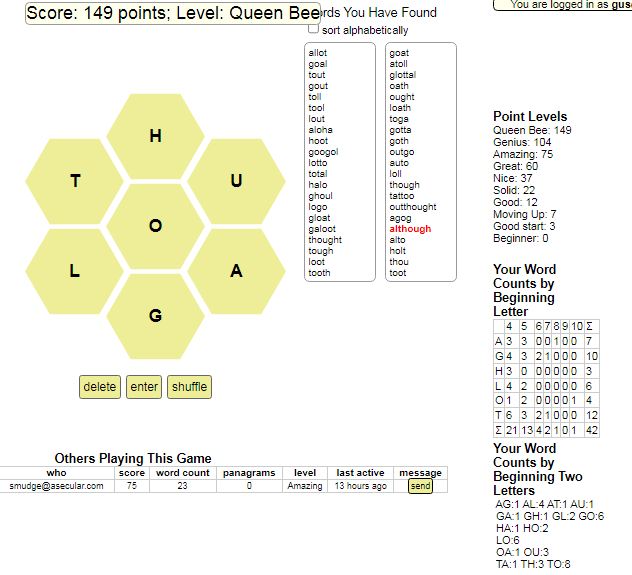 Score: 149 points; Level: Queen Bee
ords You Have Found
You are logged in as gus
sort alphabetically
allot
goal
tout
gout
toll
tool
lout
aloha
hoot
googol
lotto
total
halo
ghoul
logo
gloat
galoot
thought
tough
loot
tooth
goat
atoll
glottal
oath
ought
loath
toga
gotta
goth
outgo
auto
loll
though
tattoo
outthought
agog
although
alto
holt
thou
toot
H
T
U
O
L
A
G
delete enter shuffle
Point Levels
Queen Bee: 149
Genius: 104
Amazing: 75
Great: 60
Nice: 37
Solid: 22
Good: 12
Moving Up: 7
Good start: 3
Beginner: 0
Your Word
Counts by
Beginning
Letter
4 5 6 7 8 9 10 Σ
A 3 3 0 0 1 0 0 7
G 4 3 2 1 0 0 0 10
H 3 0 0 0 0 0 0 3
L 4 2 0 0 0 0 0 6
O 1 2 0 0 0 0 1 4
T 6 3 2 1 0 0 0 12
Σ 21 13 4 2 1 0 1 42
Your Word
Counts by
Beginning Two
Letters
AG:1 AL:4 AT:1 AU:1
GA:1 GH:1 GL:2 GO:6
HA:1 HO:2
LO:6
OA:1 OU:3
TA:1 TH:3 TO:8
Others Playing This Game
who score word count panagrams level last active message
smudge@asecular.com 75 23 0 Amazing 13 hours ago send